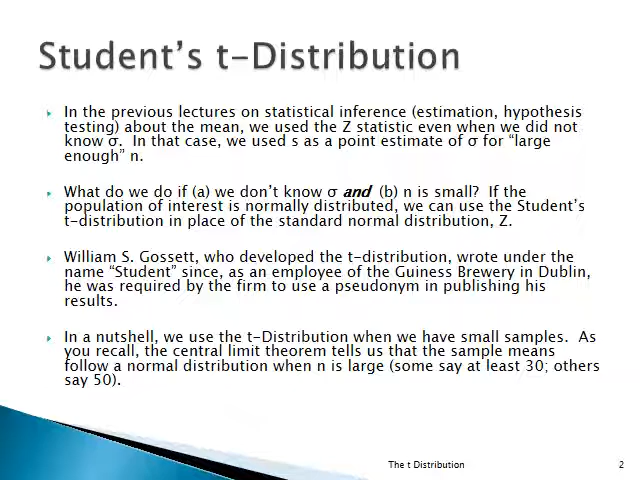 Student's t-Distribution
In the previous lectures on statistical inference (estimation, hypothesis
testing) about the mean, we used the Z statistic even when we did not
know σ.  In that case, we used s as a point estimate of σ for “large
enough” n.
What do we do if (a) we don't know σ and  (b) n is small?  If the
population of interest is normally distributed, we can use the Student's
t-distribution in place of the standard normal distribution, Z.
William S. Gossett, who developed the t-distribution, wrote under the
name “Student” since, as an employee of the Guiness Brewery in Dublin,
he was required by the firm to use a pseudonym in publishing his
results.
In a nutshell, we use the t-Distribution when we have small samples.  As
you recall, the central limit theorem tells us that the sample means
follow a normal distribution when n is large (some say at least 30; others
say 50).
The t Distribution
2